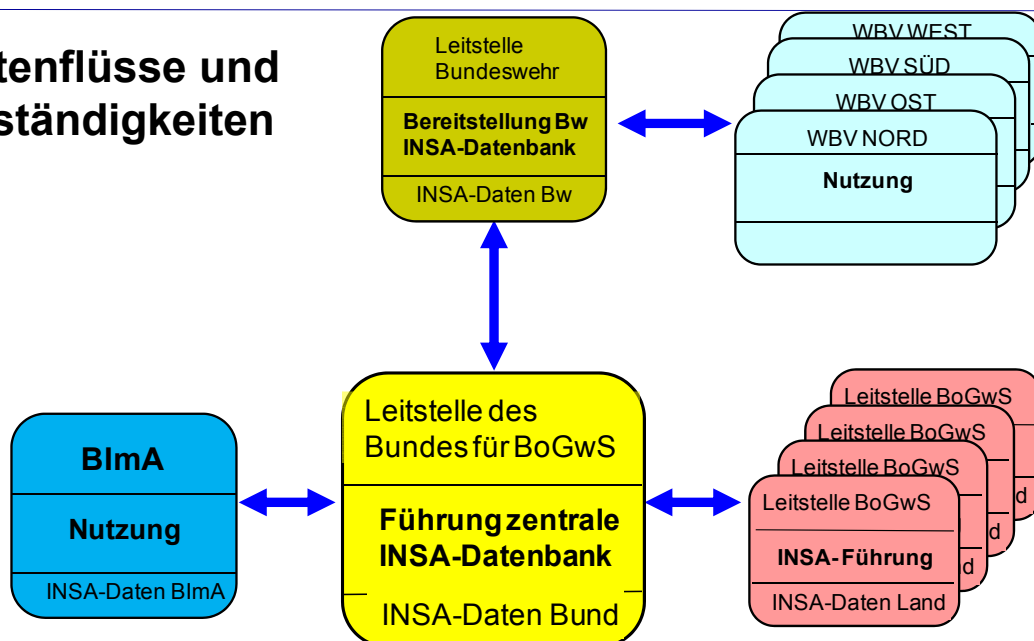 tenflüsse und
ständigkeiten
Leitstelle
Bundeswehr
Bereitstellung Bw
INSA-Datenbank
INSA-Daten Bw
WBV WEST
WBV SÜD
WBV OST
WBV NORD
Nutzung
BImA
Nutzung
INSA-Daten BImA
Leitstelle des
Bundes für BoGwS
Führung zentrale
INSA-Datenbank
INSA-Daten Bund
Leitstelle BoGwS
Leitstelle BoGwS
Leitstelle BoGwS
Leitstelle BoGwS
INSA-Führung
INSA-Daten Land
d
d
nd